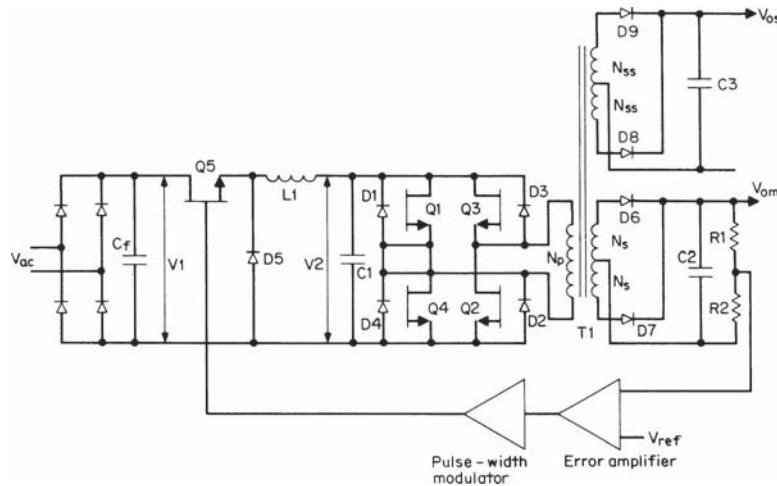 D9
Vos
Nss
Nss
C3
D8
Q5
L1
D1
Q1
Q3
D3
D6
Vom
Vac
Cf
V1
D5
V2
C1
Np
Ns
Ns
C2
R1
R2
D4
Q4
Q2
D2
D7
T1
Vref
Pulse-width
modulator
Error amplifier